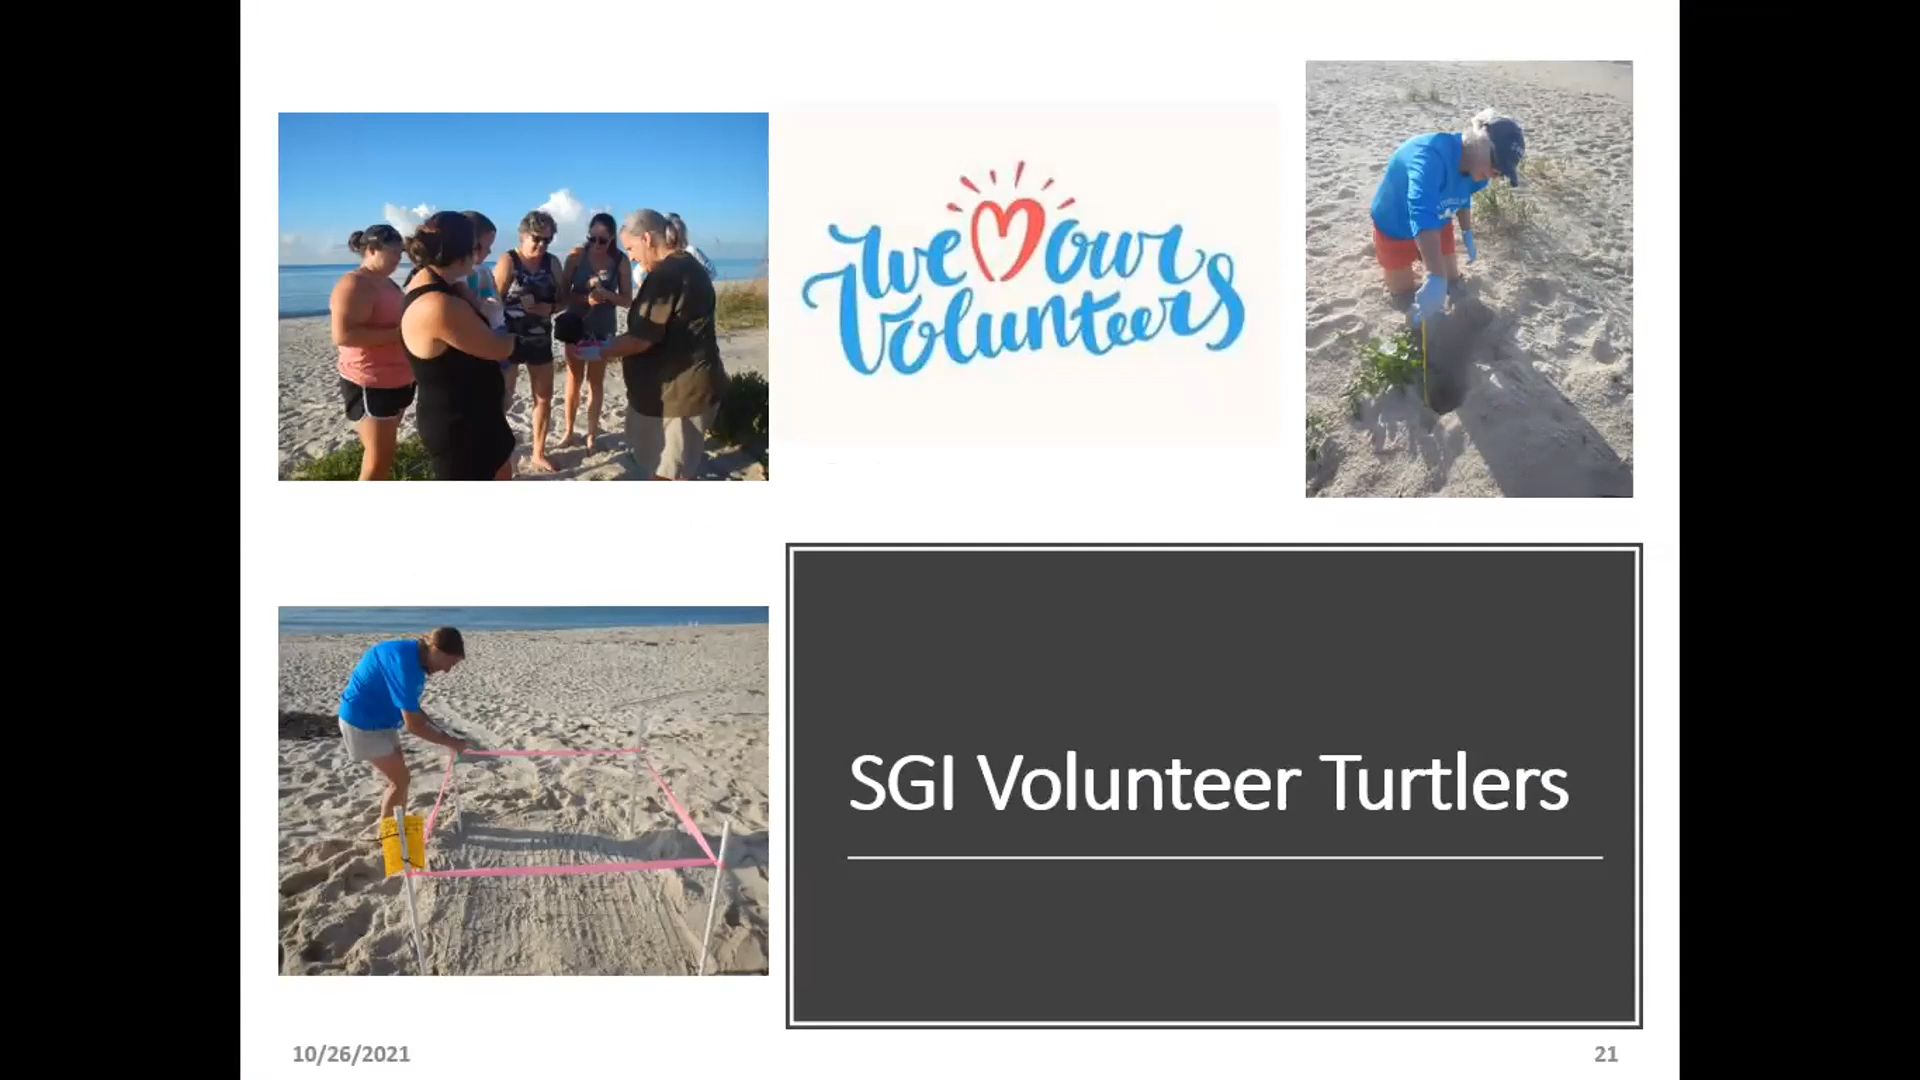 we our
Volunteers
SGI Volunteer Turtlers
10/26/2021
21